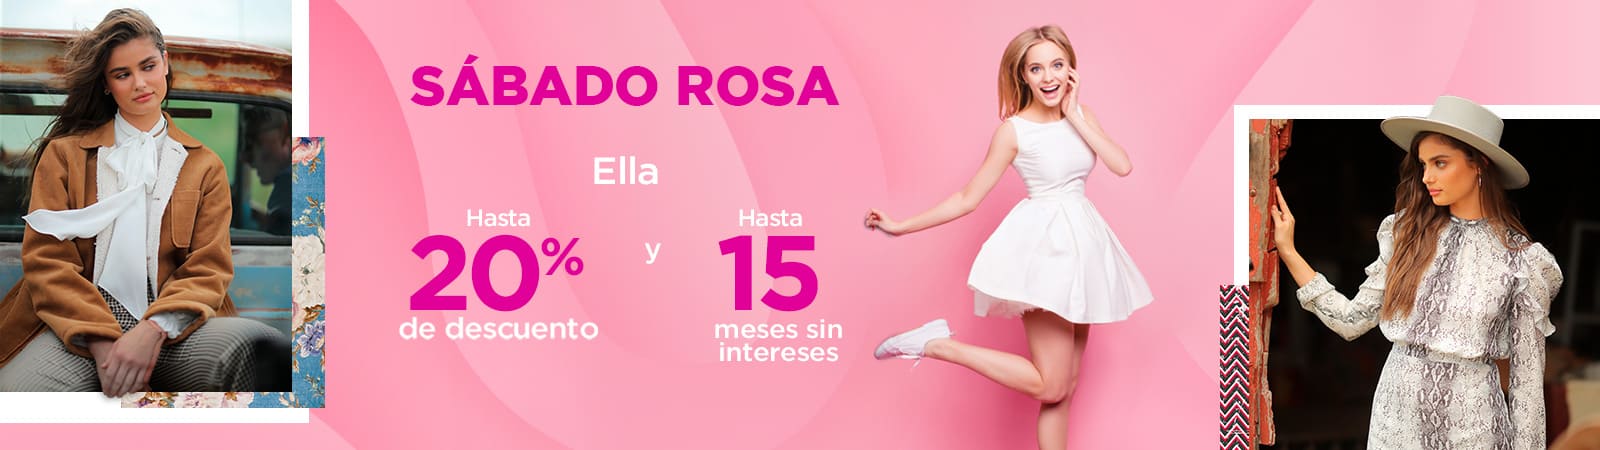 SÁBADO ROSA
Ella
Hasta
20%
de descuento
y
Hasta
15
meses sin
intereses